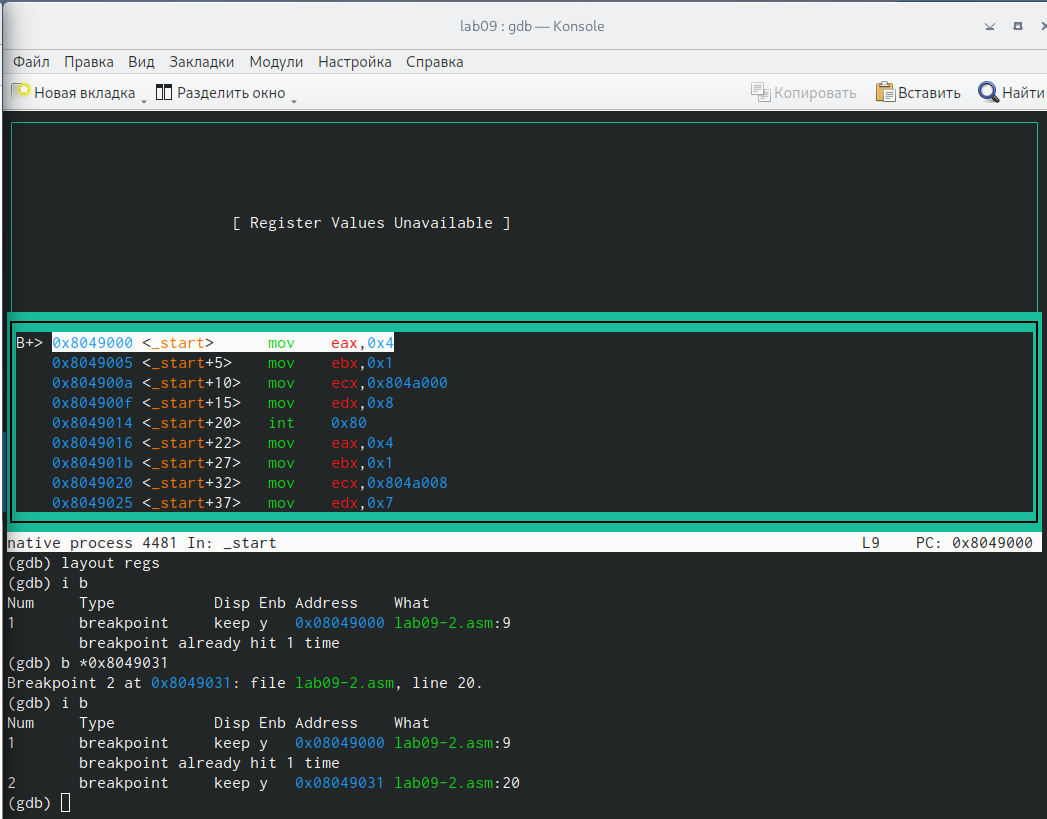 lab09 : gdb — Konsole
Файл Правка Вид Закладки Модули Настройка Справка
Новая вкладка Разделить окно Копировать Вставить Найти
[ Register Values Unavailable ]
B+> 0x8049000 <_start> mov eax,0x4
0x8049005 <_start+5> mov ebx,0x1
0x804900a <_start+10> mov ecx,0x804a000
0x804900f <_start+15> mov edx,0x8
0x8049014 <_start+20> int 0x80
0x8049016 <_start+22> mov eax,0x4
0x804901b <_start+27> mov ebx,0x1
0x8049020 <_start+32> mov ecx,0x804a008
0x8049025 <_start+37> mov edx,0x7
native process 4481 In: _start L9 PC: 0x8049000
(gdb) layout regs
(gdb) i b
Num Type Disp Enb Address What
1 breakpoint keep y 0x08049000 lab09-2.asm:9
breakpoint already hit 1 time
(gdb) b *0x8049031
Breakpoint 2 at 0x8049031: file lab09-2.asm, line 20.
(gdb) i b
Num Type Disp Enb Address What
1 breakpoint keep y 0x08049000 lab09-2.asm:9
breakpoint already hit 1 time
2 breakpoint keep y 0x08049031 lab09-2.asm:20
(gdb)